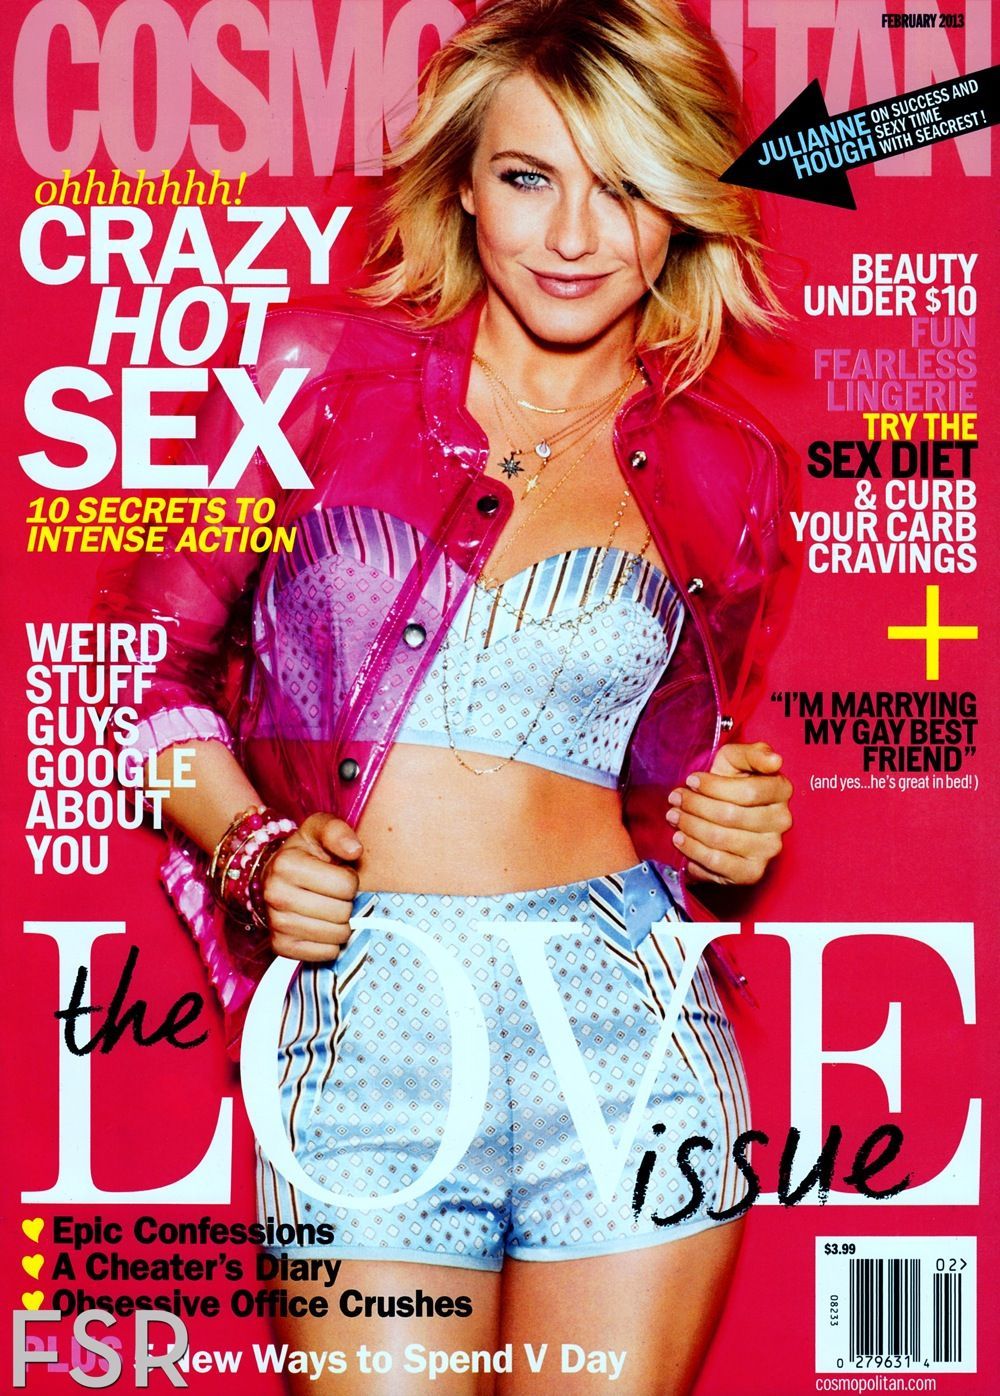 COSMOPOLITAN
FEBRUARY 2013
JULIANNE
HOUGH
ON SUCCESS AND
SEXY TIME
WITH SEACREST!
ohhhhhhh!
CRAZY
HOT
SEX
10 SECRETS TO
INTENSE ACTION
WEIRD
STUFF
GUYS
GOOGLE
ABOUT
YOU
BEAUTY
UNDER $10
FUN
FEARLESS
LINGERIE
TRY THE
SEX DIET
& CURB
YOUR CARB
CRAVINGS
+
“I’M MARRYING
MY GAY BEST
FRIEND”
(and yes...he’s great in bed!)
the
LOVE
issue
Epic Confessions
A Cheater’s Diary
Obsessive Office Crushes
PLUS 5 New Ways to Spend V Day
FSR
$3.99
02>
08233
0 279631 4
cosmopolitan.com